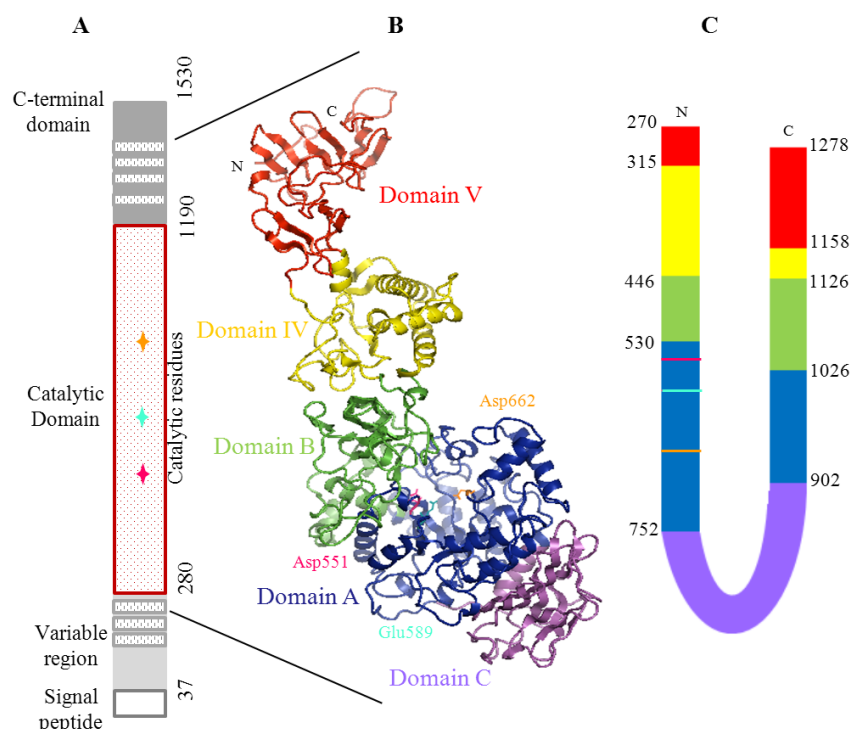 A
B
C
1530
C-terminal
domain
1190
Catalytic residues
Catalytic
Domain
280
Variable
region
37
Signal
peptide
C
N
Domain V
Domain IV
Asp662
Domain B
Asp551
Domain A
Glu589
Domain C
N
270
315
446
530
752
C
1278
1158
1126
1026
902